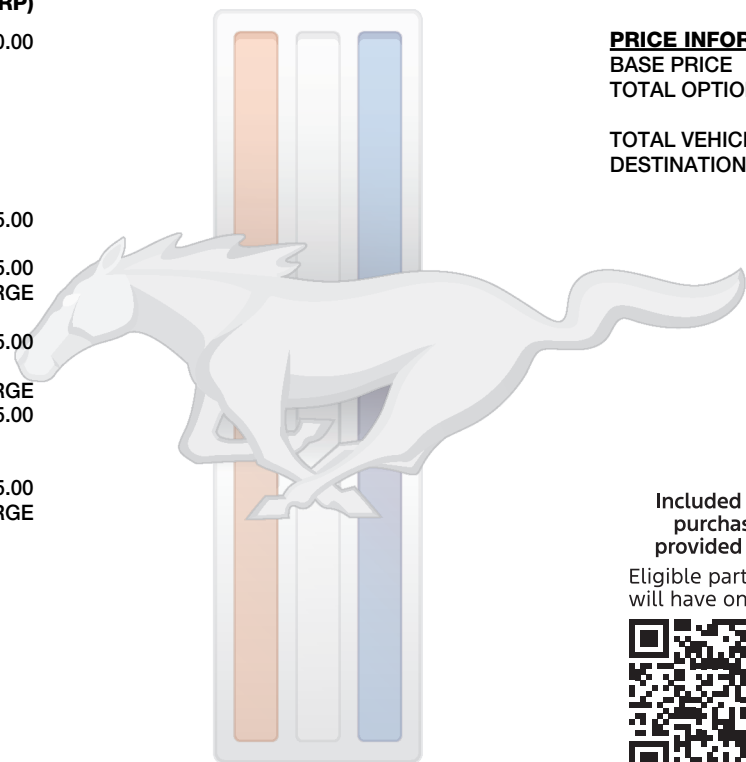 RP)
0.00
5.00
5.00
RGE
5.00
RGE
5.00
5.00
RGE
PRICE INFOR
BASE PRICE
TOTAL OPTIO
TOTAL VEHIC
DESTINATION
Included
purchas
provided
Eligible part
will have on